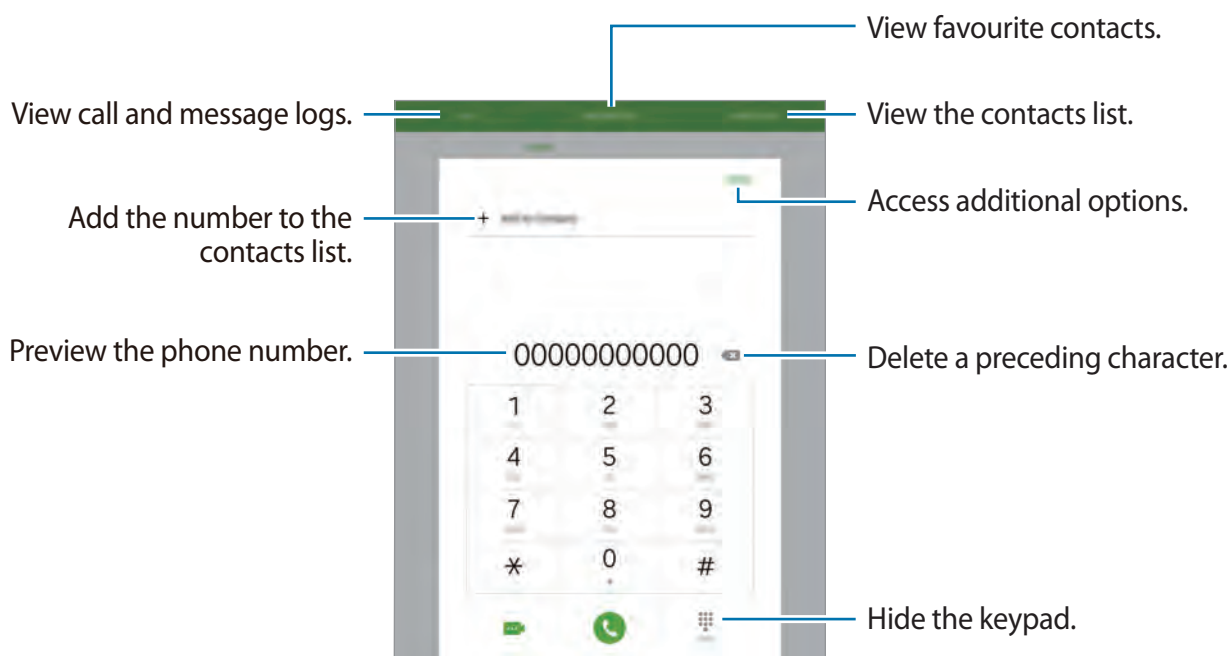 View favourite contacts.
View call and message logs.
View the contacts list.
Access additional options.
Add the number to the
contacts list.
+
Preview the phone number.
00000000000
Delete a preceding character.
1 2 3
4 5 6
7 8 9
* 0 #
Hide the keypad.